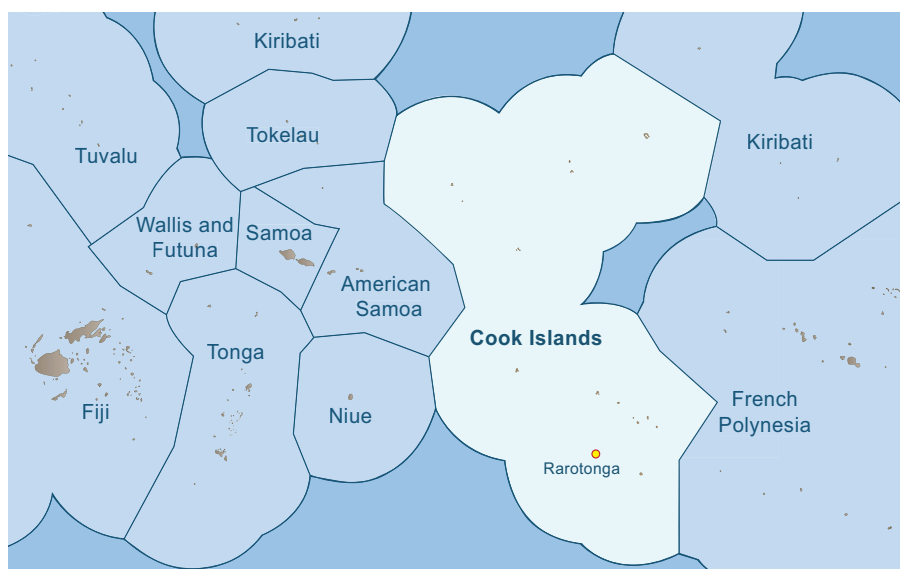 Kiribati
Tokelau
Kiribati
Tuvalu
Wallis and
Futuna
Samoa
American
Samoa
Cook Islands
Tonga
French
Polynesia
Fiji
Niue
Rarotonga